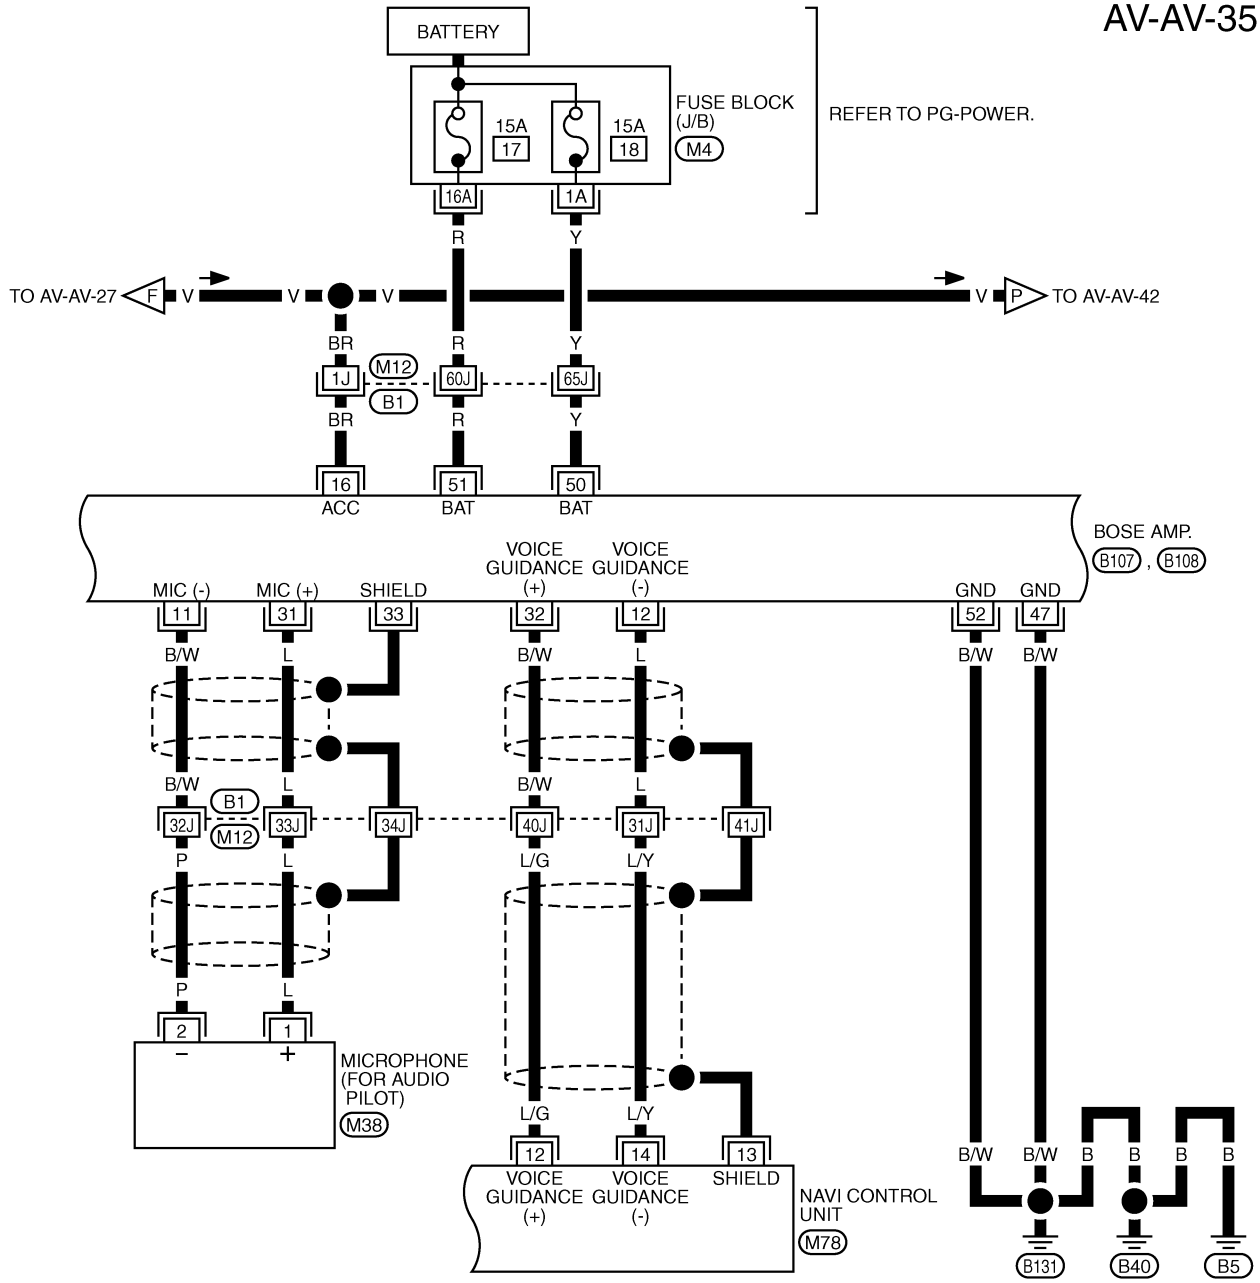 AV-AV-35
BATTERY
FUSE BLOCK
(J/B)
M4
15A
17
15A
18
REFER TO PG-POWER.
16A
1A
R
Y
TO AV-AV-27
F
V
V
V
V
P
TO AV-AV-42
BR
R
Y
M12
1J
60J
65J
B1
BR
R
Y
16
51
50
ACC
BAT
BAT
BOSE AMP.
B107 , B108
VOICE
GUIDANCE
(+)
VOICE
GUIDANCE
(-)
MIC (-)
MIC (+)
SHIELD
GND
GND
11
31
33
32
12
52
47
B/W
L
B/W
L
B/W
B/W
B/W
L
B/W
L
B1
32J
33J
34J
40J
31J
41J
M12
P
L
L/G
L/Y
P
L
2
1
−
+
MICROPHONE
(FOR AUDIO
PILOT)
M38
L/G
L/Y
12
14
13
VOICE
GUIDANCE
(+)
VOICE
GUIDANCE
(-)
SHIELD
NAVI CONTROL
UNIT
M78
B/W
B/W
B
B
B
B
B131
B40
B5